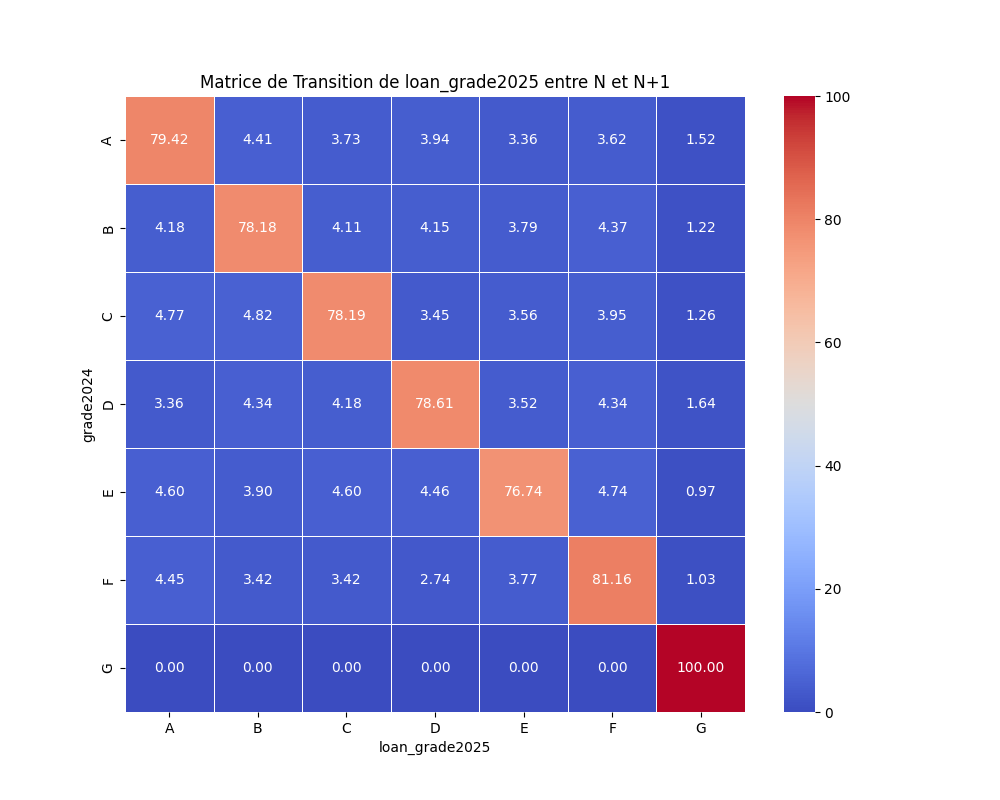 Matrice de Transition de loan_grade2025 entre N et N+1
A 79.42 4.41 3.73 3.94 3.36 3.62 1.52
B 4.18 78.18 4.11 4.15 3.79 4.37 1.22
C 4.77 4.82 78.19 3.45 3.56 3.95 1.26
D 3.36 4.34 4.18 78.61 3.52 4.34 1.64
E 4.60 3.90 4.60 4.46 76.74 4.74 0.97
F 4.45 3.42 3.42 2.74 3.77 81.16 1.03
G 0.00 0.00 0.00 0.00 0.00 0.00 100.00
A B C D E F G
loan_grade2025
grade2024
100
80
60
40
20
0